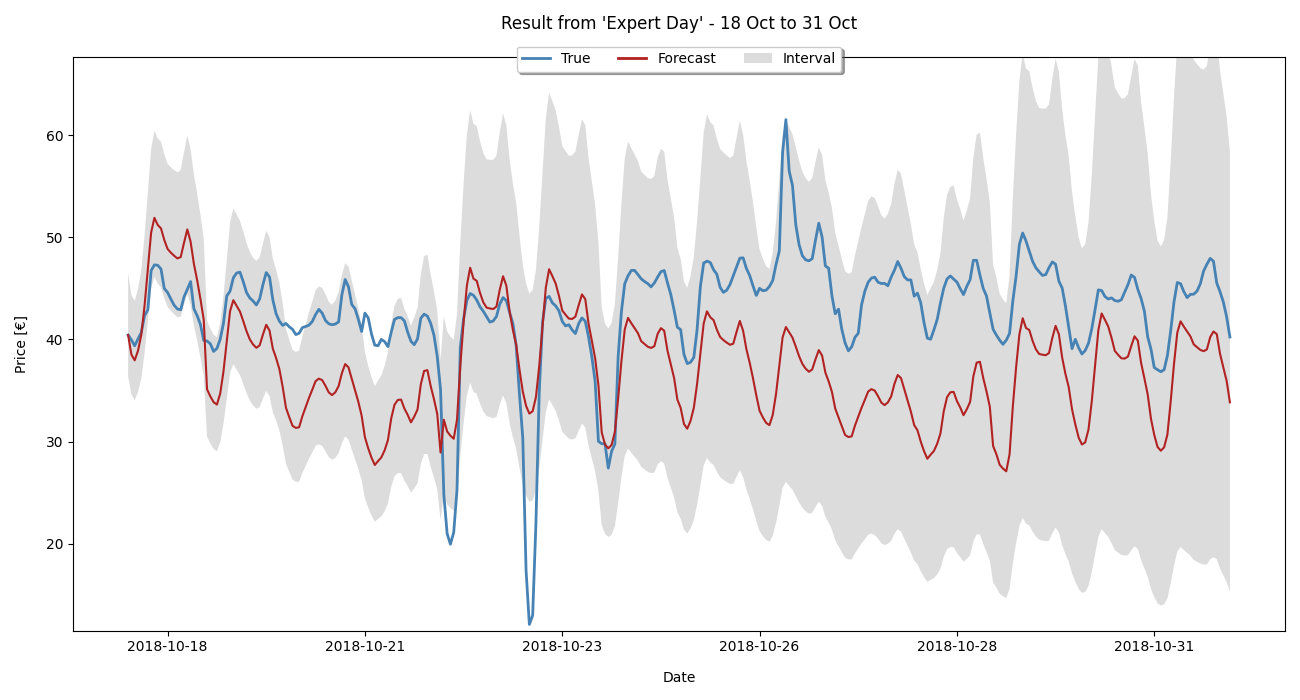 Result from 'Expert Day' - 18 Oct to 31 Oct
True Forecast Interval
60
50
40
30
20
Price [€]
2018-10-18 2018-10-21 2018-10-23 2018-10-26 2018-10-28 2018-10-31
Date